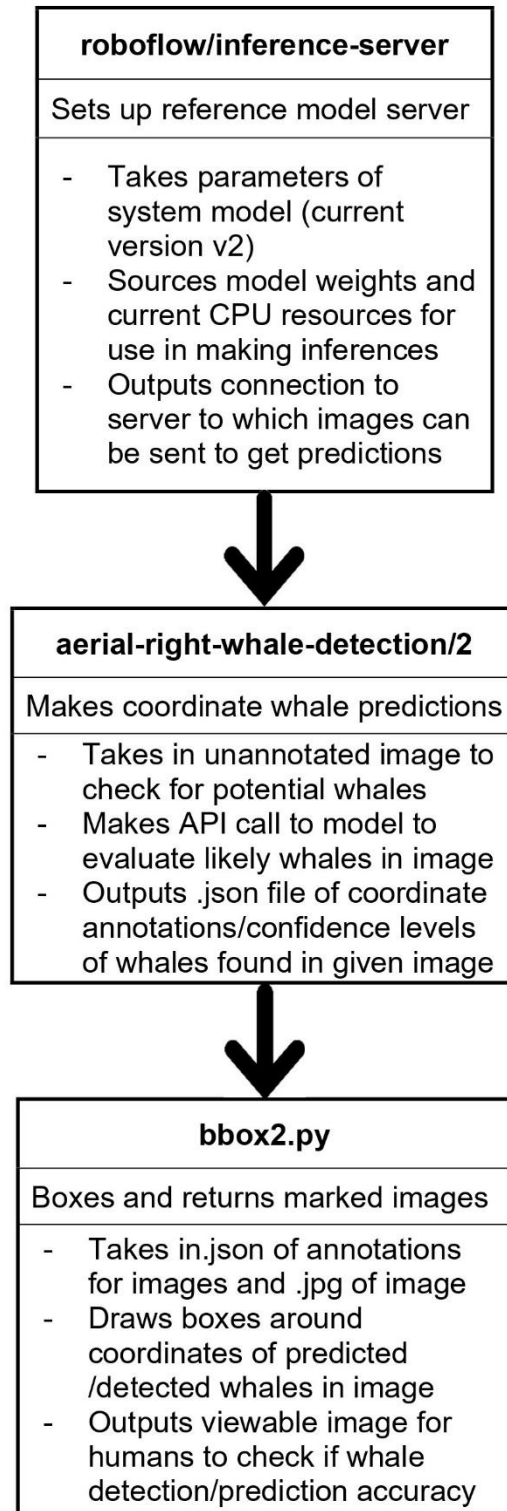 roboflow/inference-server
Sets up reference model server
- Takes parameters of
system model (current
version v2)
- Sources model weights and
current CPU resources for
use in making inferences
- Outputs connection to
server to which images can
be sent to get predictions
aerial-right-whale-detection/2
Makes coordinate whale predictions
- Takes in unannotated image to
check for potential whales
- Makes API call to model to
evaluate likely whales in image
- Outputs .json file of coordinate
annotations/confidence levels
of whales found in given image
bbox2.py
Boxes and returns marked images
- Takes in.json of annotations
for images and .jpg of image
- Draws boxes around
coordinates of predicted
/detected whales in image
- Outputs viewable image for
humans to check if whale
detection/prediction accuracy